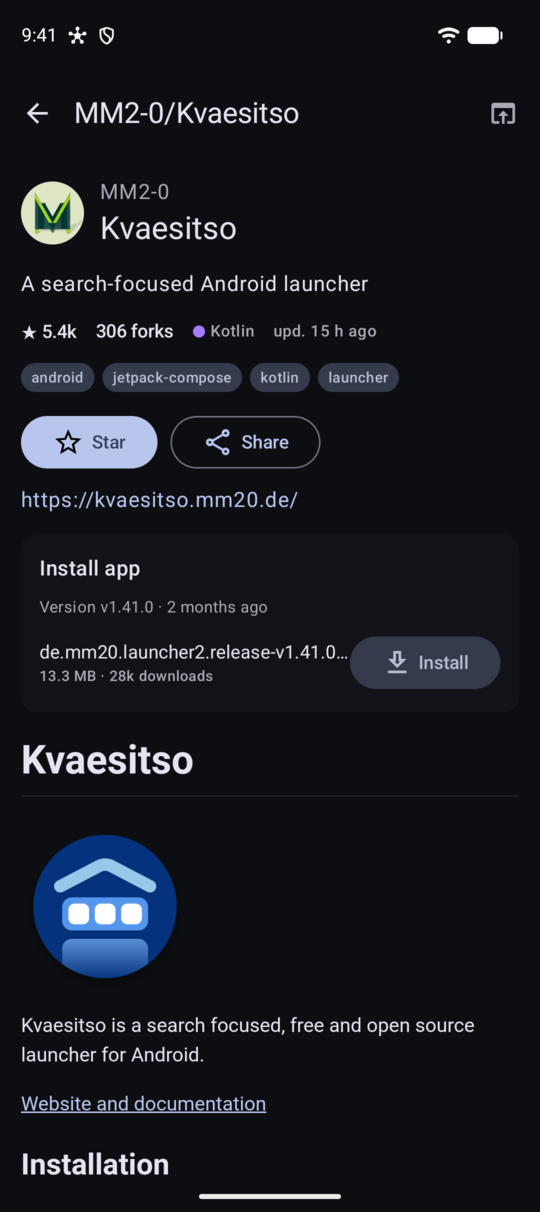 9:41
MM2-0/Kvaesitso
MM2-0
Kvaesitso
A search-focused Android launcher
★ 5.4k 306 forks Kotlin upd. 15 h ago
android jetpack-compose kotlin launcher
Star Share
https://kvaesitso.mm20.de/
Install app
Version v1.41.0 · 2 months ago
de.mm20.launcher2.release-v1.41.0…
13.3 MB · 28k downloads
Install
Kvaesitso
Kvaesitso is a search focused, free and open source
launcher for Android.
Website and documentation
Installation